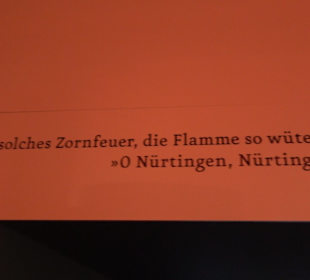 solches Zornfeuer, die Flamme so wüte
»O Nürtingen, Nürting